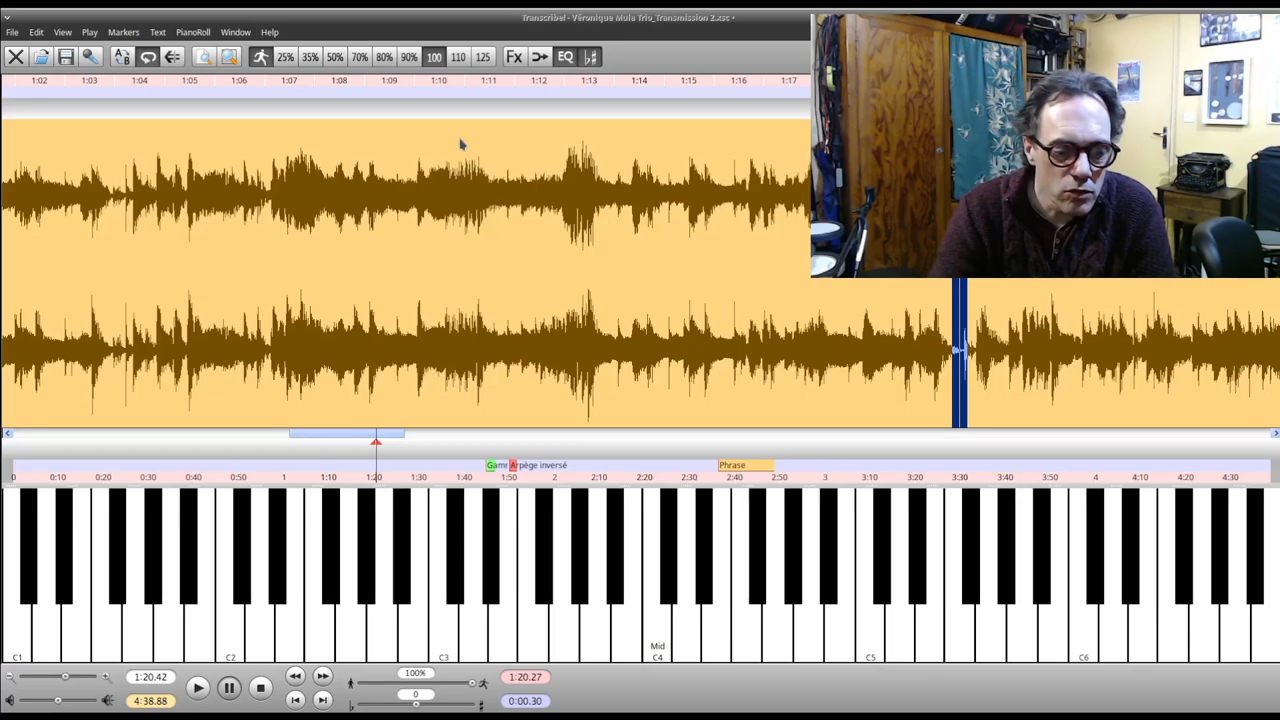 Transcribe! - Véronique Mula Trio_Transmission 2.xsc •
File Edit View Play Markers Text PianoRoll Window Help
25% 35% 50% 70% 80% 90% 100 110 125 Fx EQ
1:02 1:03 1:04 1:05 1:06 1:07 1:08 1:09 1:10 1:11 1:12 1:13 1:14 1:15 1:16 1:17
Gamr Arpège inversé Phrase
0 0:10 0:20 0:30 0:40 0:50 1 1:10 1:20 1:30 1:40 1:50 2 2:10 2:20 2:30 2:40 2:50 3 3:10 3:20 3:30 3:40 3:50 4 4:10 4:20 4:30
Mid
C1 C2 C3 C4 C5 C6
1:20.42 100% 1:20.27
4:38.88 0 0:00.30